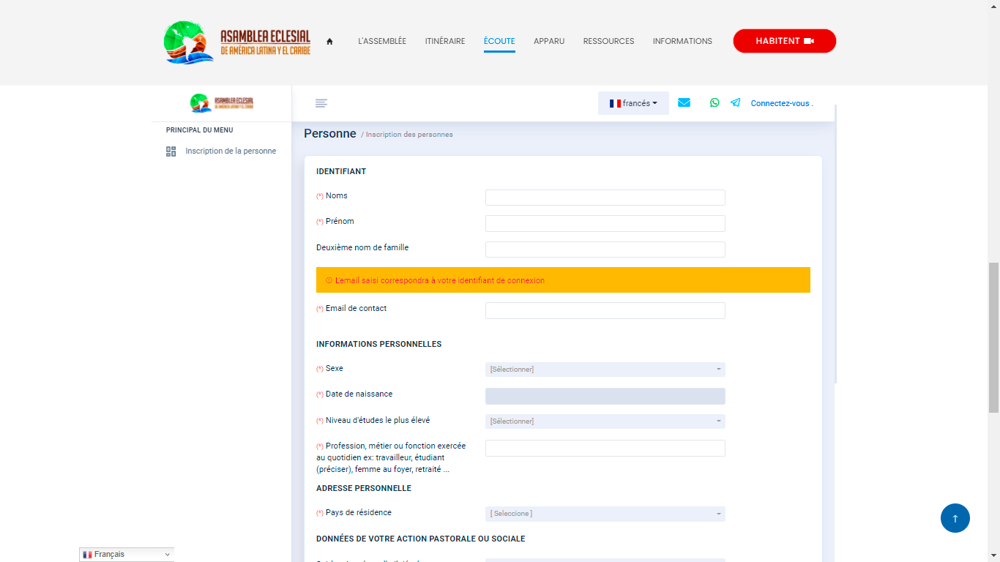 ASAMBLEA ECLESIAL
DE AMÉRICA LATINA Y EL CARIBE
L'ASSEMBLÉE
ITINÉRAIRE
ÉCOUTE
APPARU
RESSOURCES
INFORMATIONS
HABITENT
ASAMBLEA ECLESIAL
DE AMÉRICA LATINA Y EL CARIBE
francés
Connectez-vous .
PRINCIPAL DU MENU
Inscription de la personne
Personne / Inscription des personnes
IDENTIFIANT
(*) Noms
(*) Prénom
Deuxième nom de famille
L'email saisi correspondra à votre identifiant de connexion
(*) Email de contact
INFORMATIONS PERSONNELLES
(*) Sexe [Sélectionner]
(*) Date de naissance
(*) Niveau d'études le plus élevé [Sélectionner]
(*) Profession, métier ou fonction exercée
au quotidien ex: travailleur, étudiant
(préciser), femme au foyer, retraité ...
ADRESSE PERSONNELLE
(*) Pays de résidence [ Seleccione ]
DONNÉES DE VOTRE ACTION PASTORALE OU SOCIALE
Français